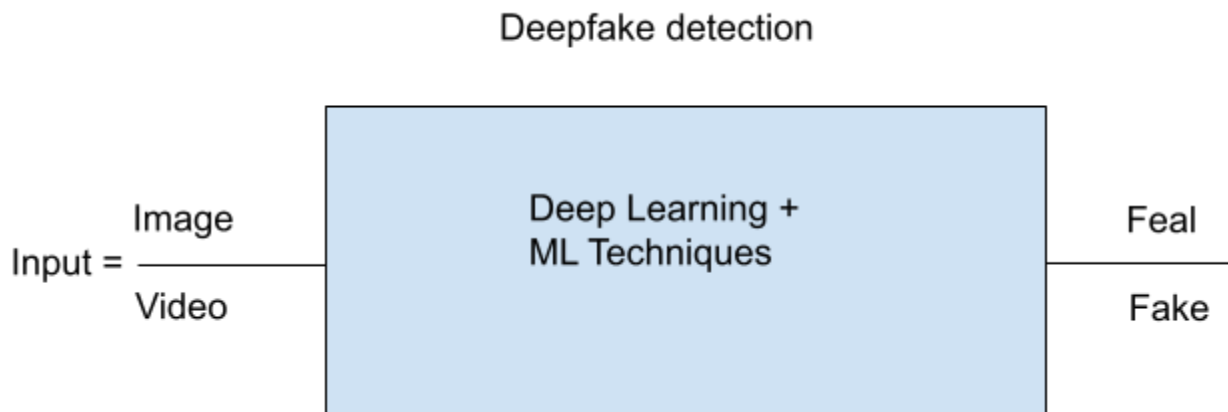 Deepfake detection
Image
Input =
Video
Deep Learning +
ML Techniques
Feal
Fake